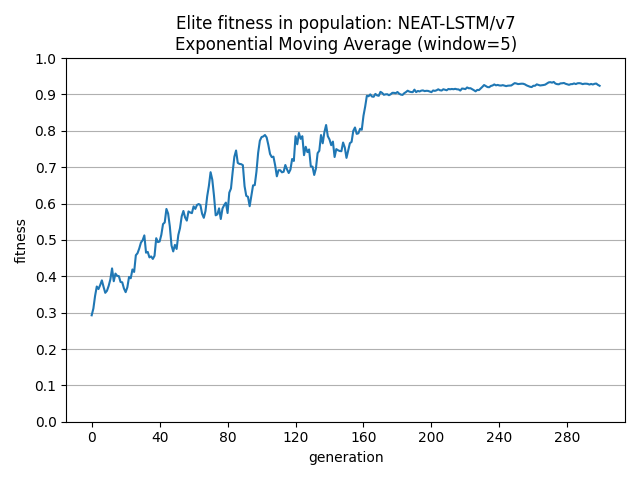 Elite fitness in population: NEAT-LSTM/v7
Exponential Moving Average (window=5)
1.0
0.9
0.8
0.7
0.6
0.5
0.4
0.3
0.2
0.1
0.0
fitness
0 40 80 120 160 200 240 280
generation